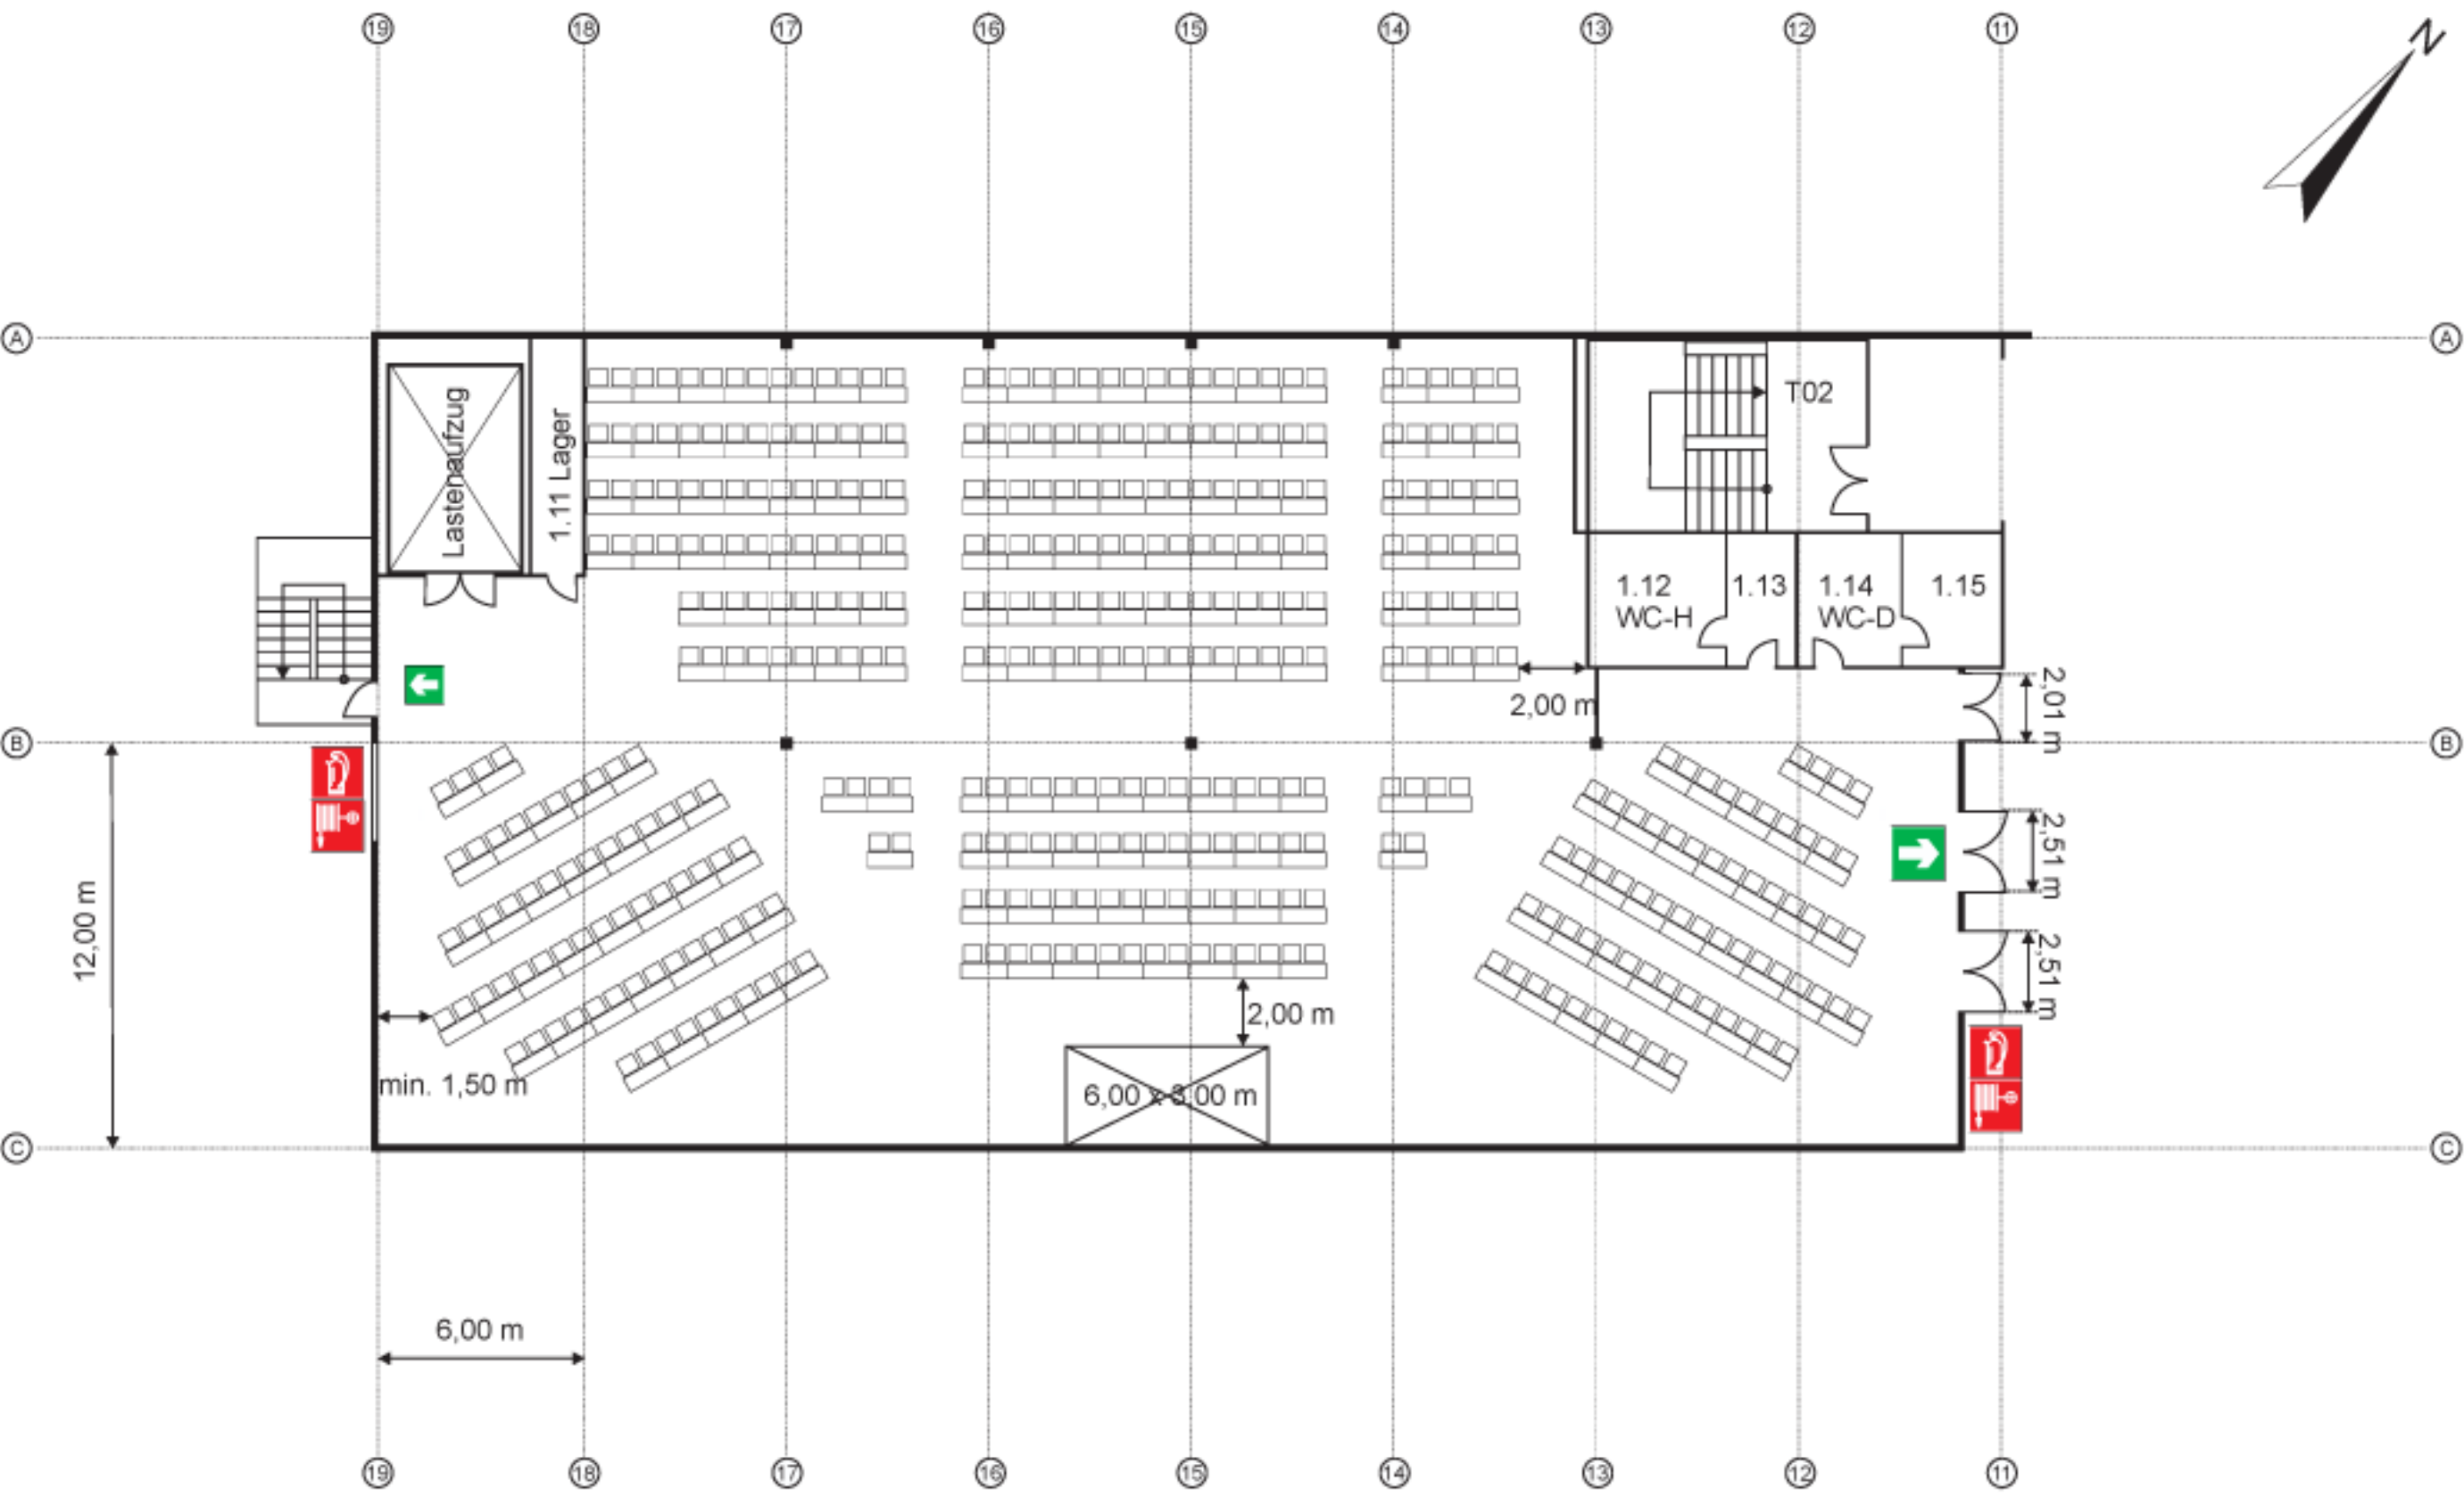 19 18 17 16 15 14 13 12 11
N
A A
Lastenaufzug
1.11 Lager
T02
1.12
WC-H
1.13
1.14
WC-D
1.15
2,00 m
2,01 m
B B
2,51 m
12,00 m
2,51 m
2,00 m
min. 1,50 m
6,00 x 3,00 m
C C
6,00 m
19 18 17 16 15 14 13 12 11